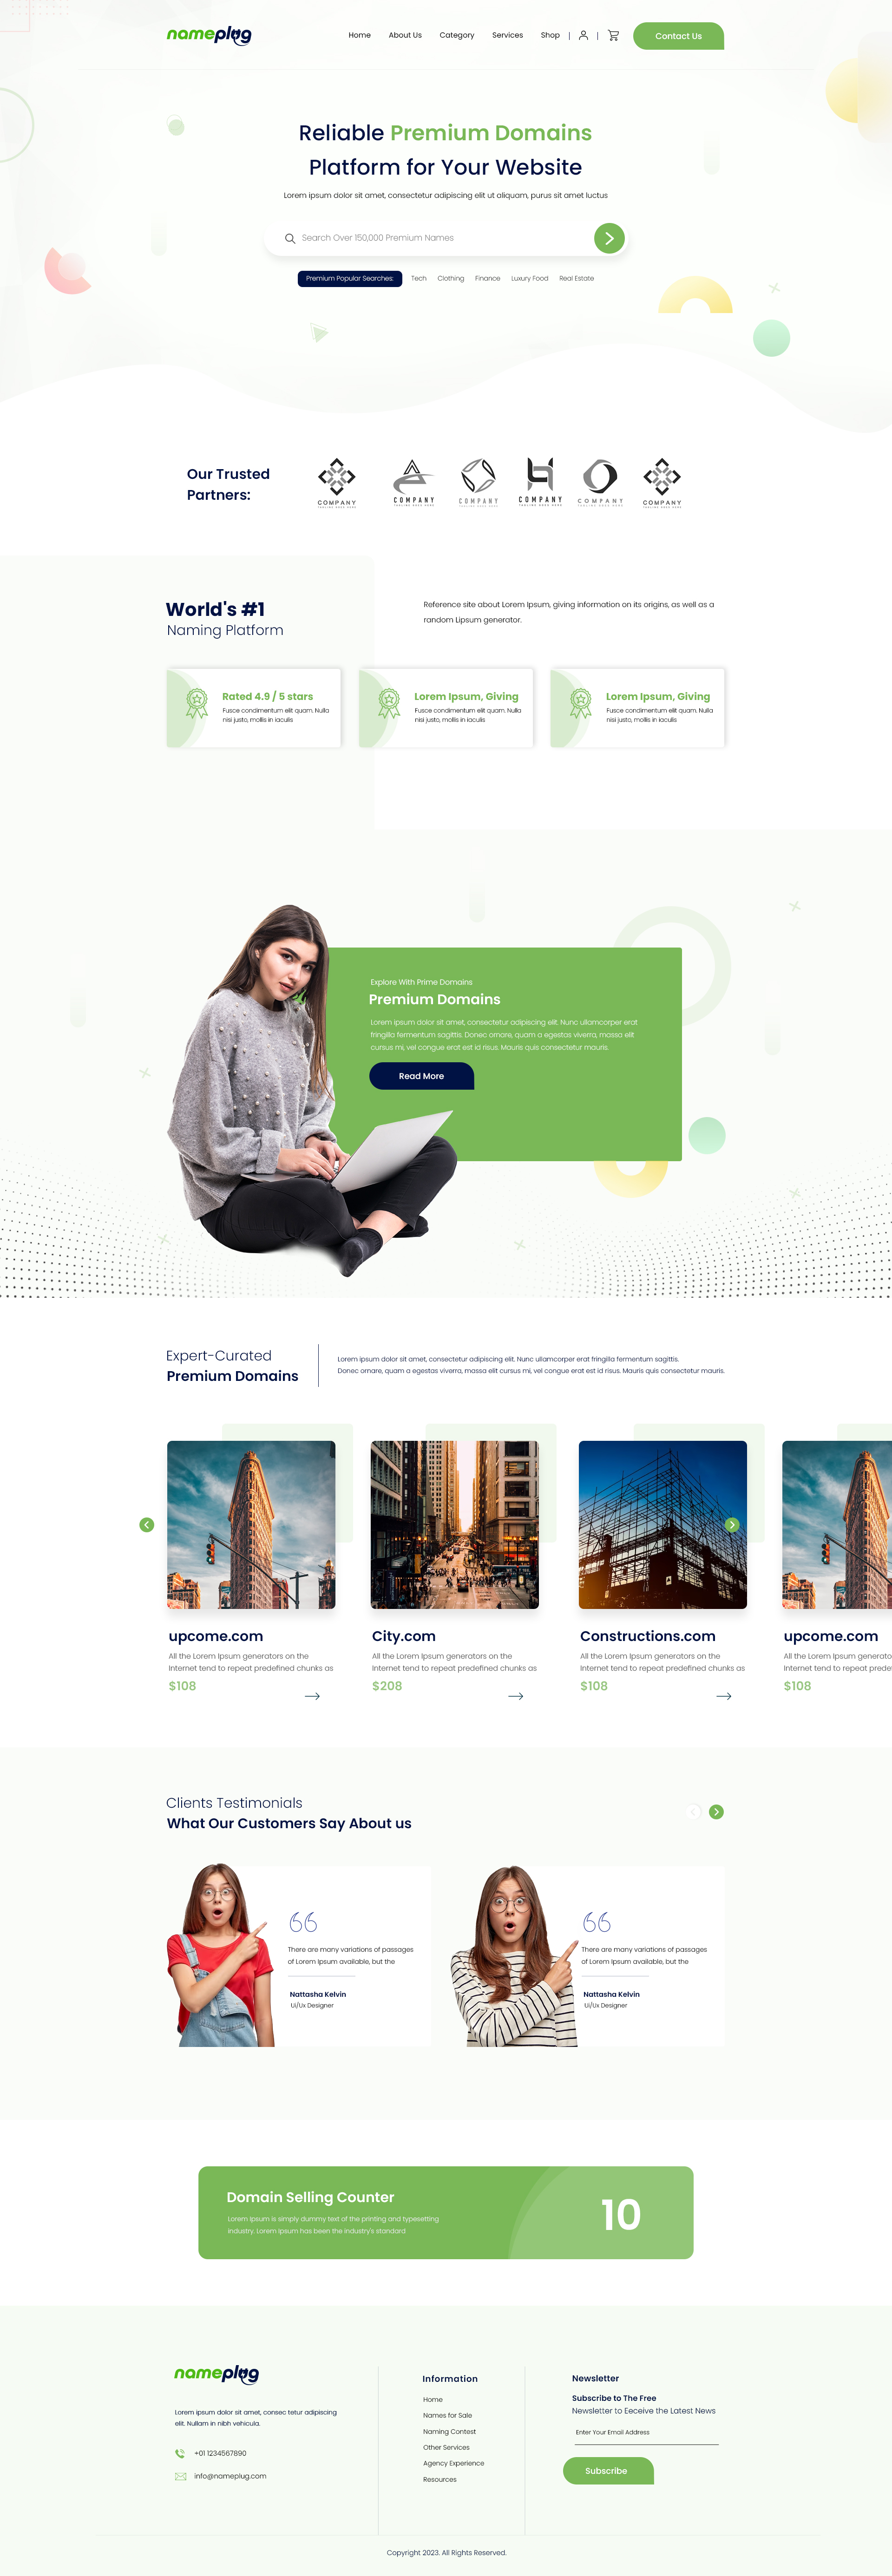 nameplug
Home About Us Category Services Shop
Contact Us
Reliable Premium Domains
Platform for Your Website
Lorem ipsum dolor sit amet, consectetur adipiscing elit ut aliquam, purus sit amet luctus
Search Over 150,000 Premium Names
Premium Popular Searches: Tech Clothing Finance Luxury Food Real Estate
Our Trusted
Partners:
COMPANY
TAGLINE GOES HERE
COMPANY
TAGLINE GOES HERE
COMPANY
TAGLINE GOES HERE
COMPANY
TAGLINE GOES HERE
COMPANY
TAGLINE GOES HERE
COMPANY
TAGLINE GOES HERE
World's #1
Naming Platform
Reference site about Lorem Ipsum, giving information on its origins, as well as a
random Lipsum generator.
Rated 4.9 / 5 stars
Fusce condimentum elit quam. Nulla
nisi justo, mollis in iaculis
Lorem Ipsum, Giving
Fusce condimentum elit quam. Nulla
nisi justo, mollis in iaculis
Lorem Ipsum, Giving
Fusce condimentum elit quam. Nulla
nisi justo, mollis in iaculis
Explore With Prime Domains
Premium Domains
Lorem ipsum dolor sit amet, consectetur adipiscing elit. Nunc ullamcorper erat
fringilla fermentum sagittis. Donec ornare, quam a egestas viverra, massa elit
cursus mi, vel congue erat est id risus. Mauris quis consectetur mauris.
Read More
Expert-Curated
Premium Domains
Lorem ipsum dolor sit amet, consectetur adipiscing elit. Nunc ullamcorper erat fringilla fermentum sagittis.
Donec ornare, quam a egestas viverra, massa elit cursus mi, vel congue erat est id risus. Mauris quis consectetur mauris.
upcome.com
All the Lorem Ipsum generators on the
Internet tend to repeat predefined chunks as
$108
City.com
All the Lorem Ipsum generators on the
Internet tend to repeat predefined chunks as
$208
Constructions.com
All the Lorem Ipsum generators on the
Internet tend to repeat predefined chunks as
$108
upcome.com
All the Lorem Ipsum generato
Internet tend to repeat prede
$108
Clients Testimonials
What Our Customers Say About us
There are many variations of passages
of Lorem Ipsum available, but the
Nattasha Kelvin
Ui/Ux Designer
There are many variations of passages
of Lorem Ipsum available, but the
Nattasha Kelvin
Ui/Ux Designer
Domain Selling Counter
Lorem Ipsum is simply dummy text of the printing and typesetting
industry. Lorem Ipsum has been the industry's standard
10
nameplug
Lorem ipsum dolor sit amet, consec tetur adipiscing
elit. Nullam in nibh vehicula.
+01 1234567890
info@nameplug.com
Information
Home
Names for Sale
Naming Contest
Other Services
Agency Experience
Resources
Newsletter
Subscribe to The Free
Newsletter to Eeceive the Latest News
Enter Your Email Address
Subscribe
Copyright 2023. All Rights Reserved.